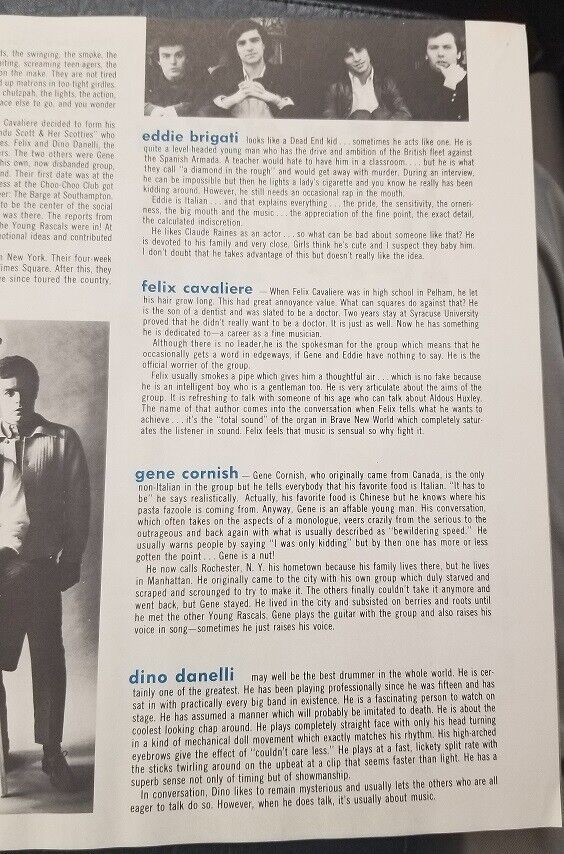 ts, the swinging, the smoke, the
iting, screaming teen-agers, the
on the make. They are not tired
d up matrons in too tight girdles.
chutzpah, the lights, the action,
ace else to go, and you wonder
Cavaliere decided to form his
ndu Scott & Her Scotties" who
es. Felix and Dino Danelli, the
rs. The two others were Gene
his own, now disbanded group,
nd. Their first date was at the
ess at the Choo-Choo Club got
er: The Barge at Southampton.
to be the center of the social
was there. The reports from
he Young Rascals were in! At
otional ideas and contributed
n New York. Their four-week
imes Square. After this, they
e since toured the country,
eddie brigati looks like a Dead End kid . . . sometimes he acts like one. He is
quite a level-headed young man who has the drive and ambition of the British fleet against
the Spanish Armada. A teacher would hate to have him in a classroom. . . . but he is what
they call "a diamond in the rough" and would get away with murder. During an interview,
he can be impossible but then he lights a lady's cigarette and you know he really has been
kidding around. However, he still needs an occasional rap in the mouth.
Eddie is Italian . . . and that explains everything . . . the pride, the sensitivity, the orneri-
ness, the big mouth and the music . . . the appreciation of the fine point, the exact detail,
the calculated indiscretion.
He likes Claude Raines as an actor . . . so what can be bad about someone like that? He
is devoted to his family and very close. Girls think he's cute and I suspect they baby him.
I don't doubt that he takes advantage of this but doesn't really like the idea.
felix cavaliere — When Felix Cavaliere was in high school in Pelham, he let
his hair grow long. This had great annoyance value. What can squares do against that? He
is the son of a dentist and was slated to be a doctor. Two years stay at Syracuse University
proved that he didn't really want to be a doctor. It is just as well. Now he has something
he is dedicated to—a career as a fine musician.
Although there is no leader,he is the spokesman for the group which means that he
occasionally gets a word in edgeways, if Gene and Eddie have nothing to say. He is the
official worrier of the group.
Felix usually smokes a pipe which gives him a thoughtful air . . . which is no fake because
he is an intelligent boy who is a gentleman too. He is very articulate about the aims of the
group. It is refreshing to talk with someone of his age who can talk about Aldous Huxley.
The name of that author comes into the conversation when Felix tells what he wants to
achieve . . . it's the "total sound" of the organ in Brave New World which completely satur-
ates the listener in sound. Felix feels that music is sensual so why fight it.
gene cornish — Gene Cornish, who originally came from Canada, is the only
non-Italian in the group but he tells everybody that his favorite food is Italian. "It has to
be" he says realistically. Actually, his favorite food is Chinese but he knows where his
pasta fazoole is coming from. Anyway, Gene is an affable young man. His conversation,
which often takes on the aspects of a monologue, veers crazily from the serious to the
outrageous and back again with what is usually described as "bewildering speed." He
usually warns people by saying "I was only kidding" but by then one has more or less
gotten the point . . . Gene is a nut!
He now calls Rochester, N. Y. his hometown because his family lives there, but he lives
in Manhattan. He originally came to the city with his own group which duly starved and
scraped and scrounged to try to make it. The others finally couldn't take it anymore and
went back, but Gene stayed. He lived in the city and subsisted on berries and roots until
he met the other Young Rascals. Gene plays the guitar with the group and also raises his
voice in song—sometimes he just raises his voice.
dino danelli may well be the best drummer in the whole world. He is cer-
tainly one of the greatest. He has been playing professionally since he was fifteen and has
sat in with practically every big band in existence. He is a fascinating person to watch on
stage. He has assumed a manner which will probably be imitated to death. He is about the
coolest looking chap around. He plays completely straight face with only his head turning
in a kind of mechanical doll movement which exactly matches his rhythm. His high-arched
eyebrows give the effect of "couldn't care less." He plays at a fast, lickety split rate with
the sticks twirling around on the upbeat at a clip that seems faster than light. He has a
superb sense not only of timing but of showmanship.
In conversation, Dino likes to remain mysterious and usually lets the others who are all
eager to talk do so. However, when he does talk, it's usually about music.